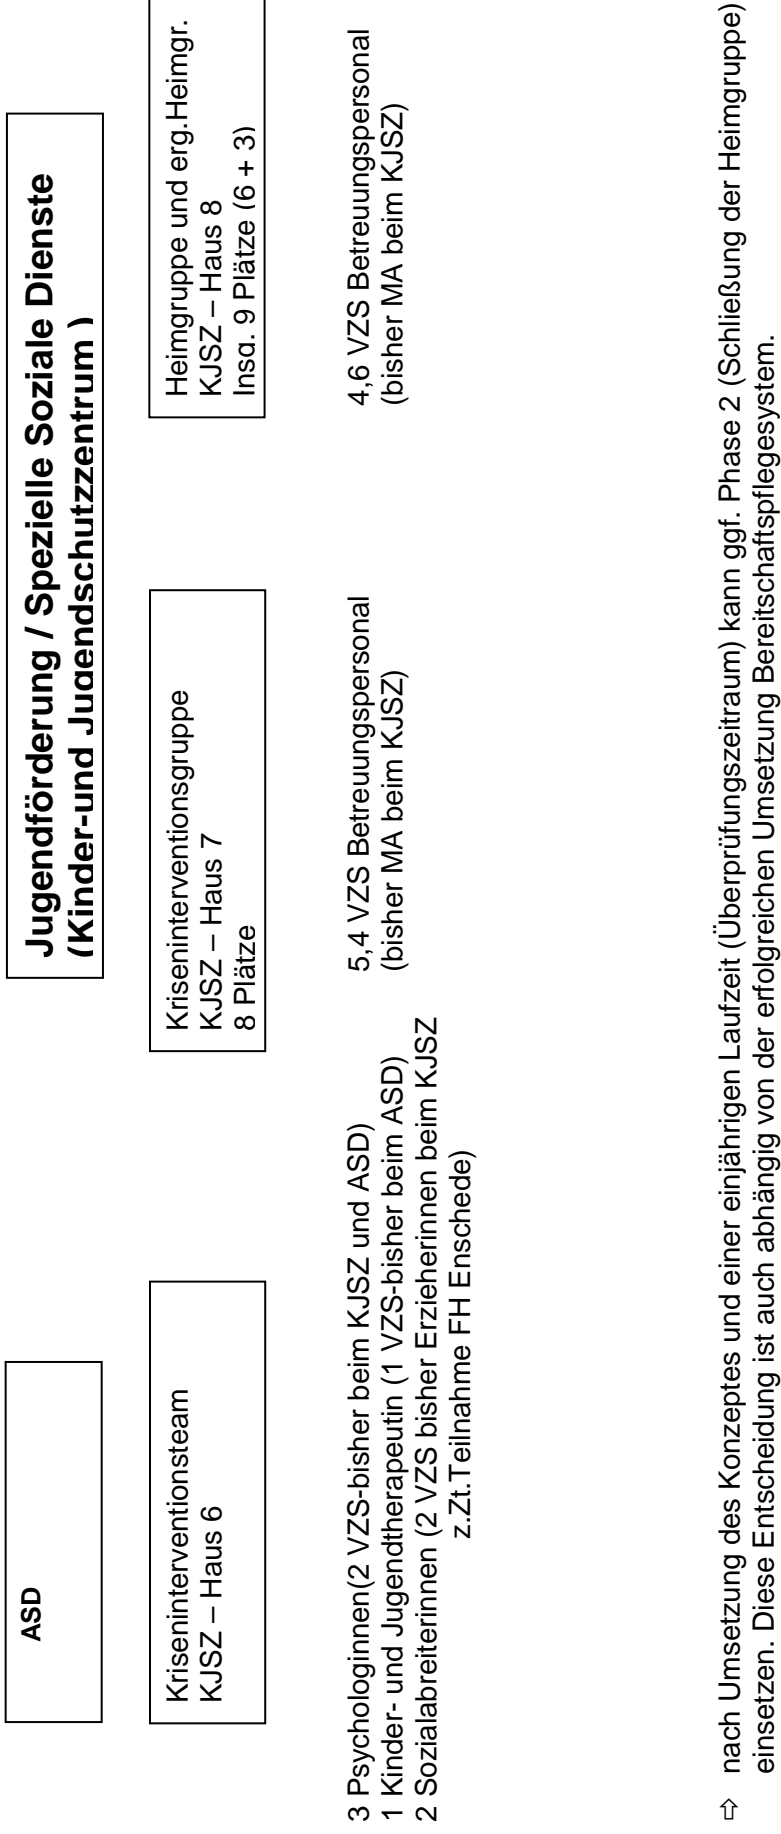 ASD
Jugendförderung / Spezielle Soziale Dienste
(Kinder-und Jugendschutzzentrum )
Kriseninterventionsteam
KJSZ – Haus 6
Kriseninterventionsgruppe
KJSZ – Haus 7
8 Plätze
Heimgruppe und erg.Heimgr.
KJSZ – Haus 8
Insg. 9 Plätze (6 + 3)
3 Psychologinnen(2 VZS-bisher beim KJSZ und ASD)
1 Kinder- und Jugendtherapeutin (1 VZS-bisher beim ASD)
2 Sozialabreiterinnen (2 VZS bisher Erzieherinnen beim KJSZ
z.Zt.Teilnahme FH Enschede)
5,4 VZS Betreuungspersonal
(bisher MA beim KJSZ)
4,6 VZS Betreuungspersonal
(bisher MA beim KJSZ)
⇨ nach Umsetzung des Konzeptes und einer einjährigen Laufzeit (Überprüfungszeitraum) kann ggf. Phase 2 (Schließung der Heimgruppe)
einsetzen. Diese Entscheidung ist auch abhängig von der erfolgreichen Umsetzung Bereitschaftspflegesystem.